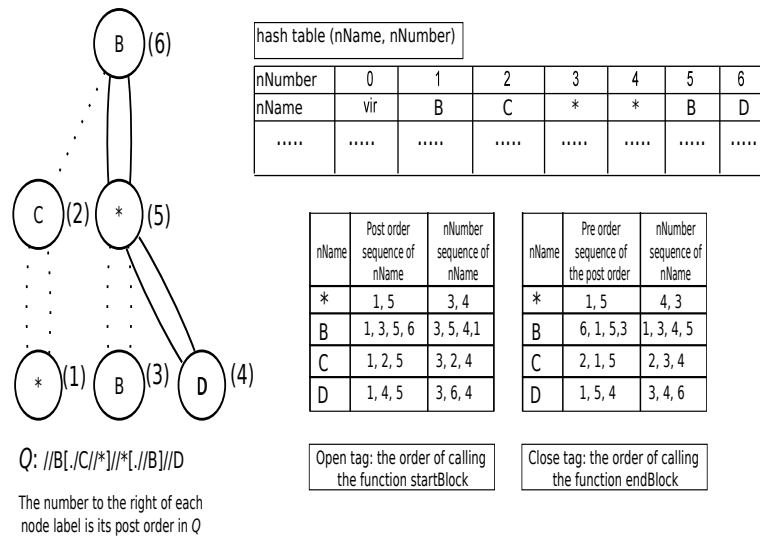 B (6)
hash table (nName, nNumber)
nNumber 0 1 2 3 4 5 6
nName vir B C * * B D
..... ..... ..... ..... ..... ..... ..... .....
C (2) * (5)
nName Post order sequence of nName nNumber sequence of nName
* 1, 5 3, 4
B 1, 3, 5, 6 3, 5, 4,1
C 1, 2, 5 3, 2, 4
D 1, 4, 5 3, 6, 4
nName Pre order sequence of the post order nNumber sequence of nName
* 1, 5 4, 3
B 6, 1, 5,3 1, 3, 4, 5
C 2, 1, 5 2, 3, 4
D 1, 5, 4 3, 4, 6
* (1) B (3) D (4)
Q: //B[./C//*]//*[.//B]//D
Open tag: the order of calling
the function startBlock
Close tag: the order of calling
the function endBlock
The number to the right of each
node label is its post order in Q